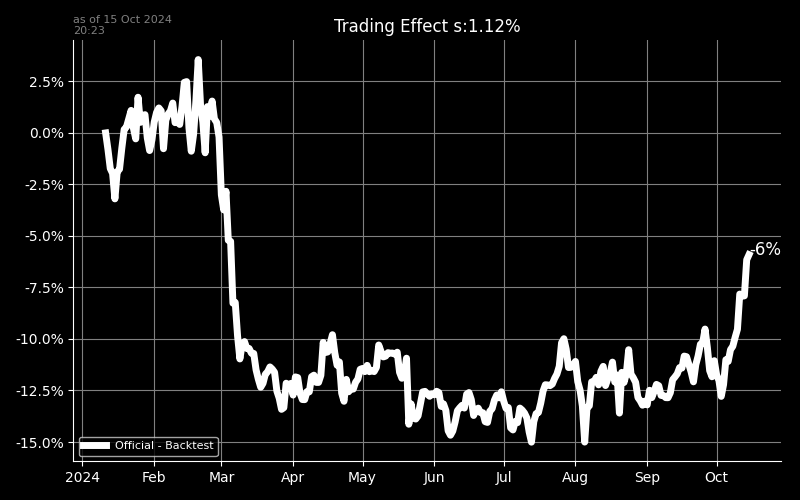 as of 15 Oct 2024
20:23
Trading Effect s:1.12%
2.5%
0.0%
-2.5%
-5.0%
-7.5%
-10.0%
-12.5%
-15.0%
-6%
Official - Backtest
2024 Feb Mar Apr May Jun Jul Aug Sep Oct